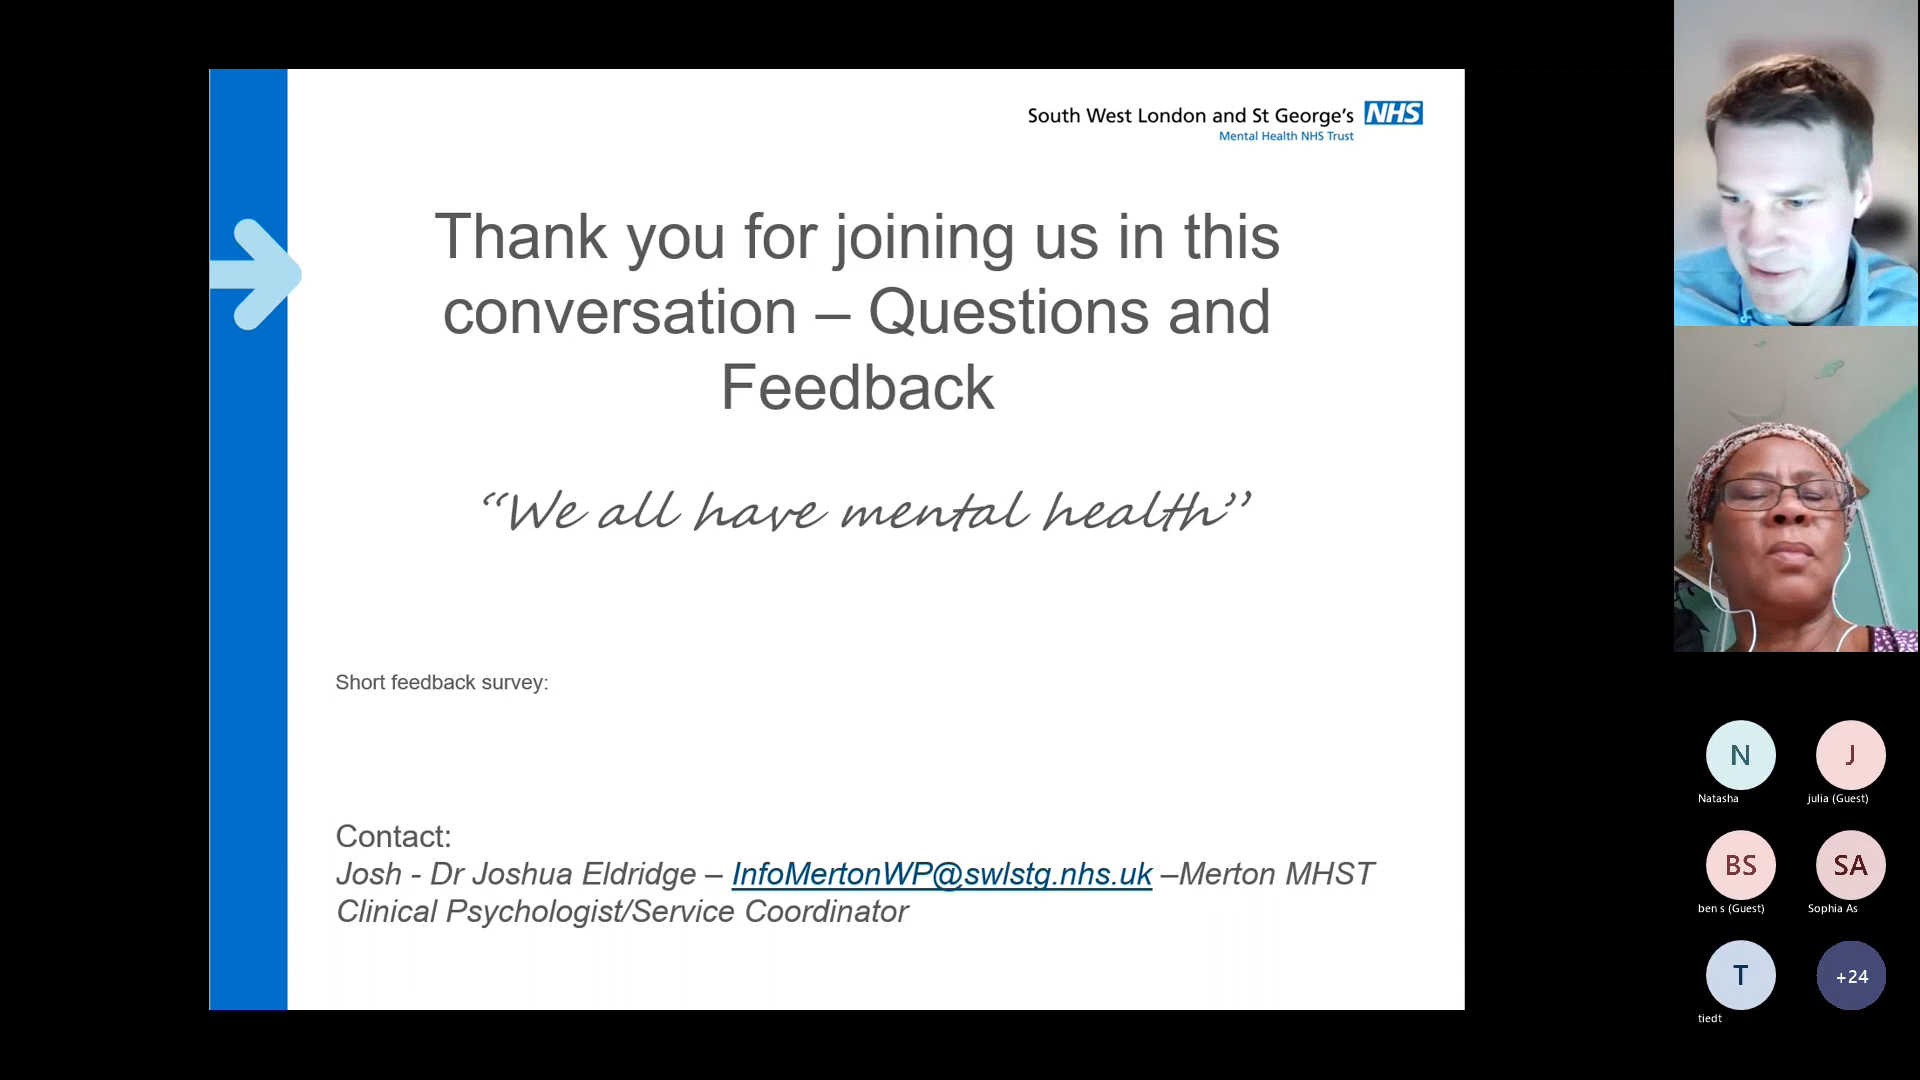 South West London and St George's NHS
Mental Health NHS Trust
Thank you for joining us in this
conversation – Questions and
Feedback
“We all have mental health”
Short feedback survey:
Contact:
Josh - Dr Joshua Eldridge – InfoMertonWP@swlstg.nhs.uk –Merton MHST
Clinical Psychologist/Service Coordinator
N J
Natasha julia (Guest)
BS SA
ben s (Guest) Sophia As
T +24
tiedt